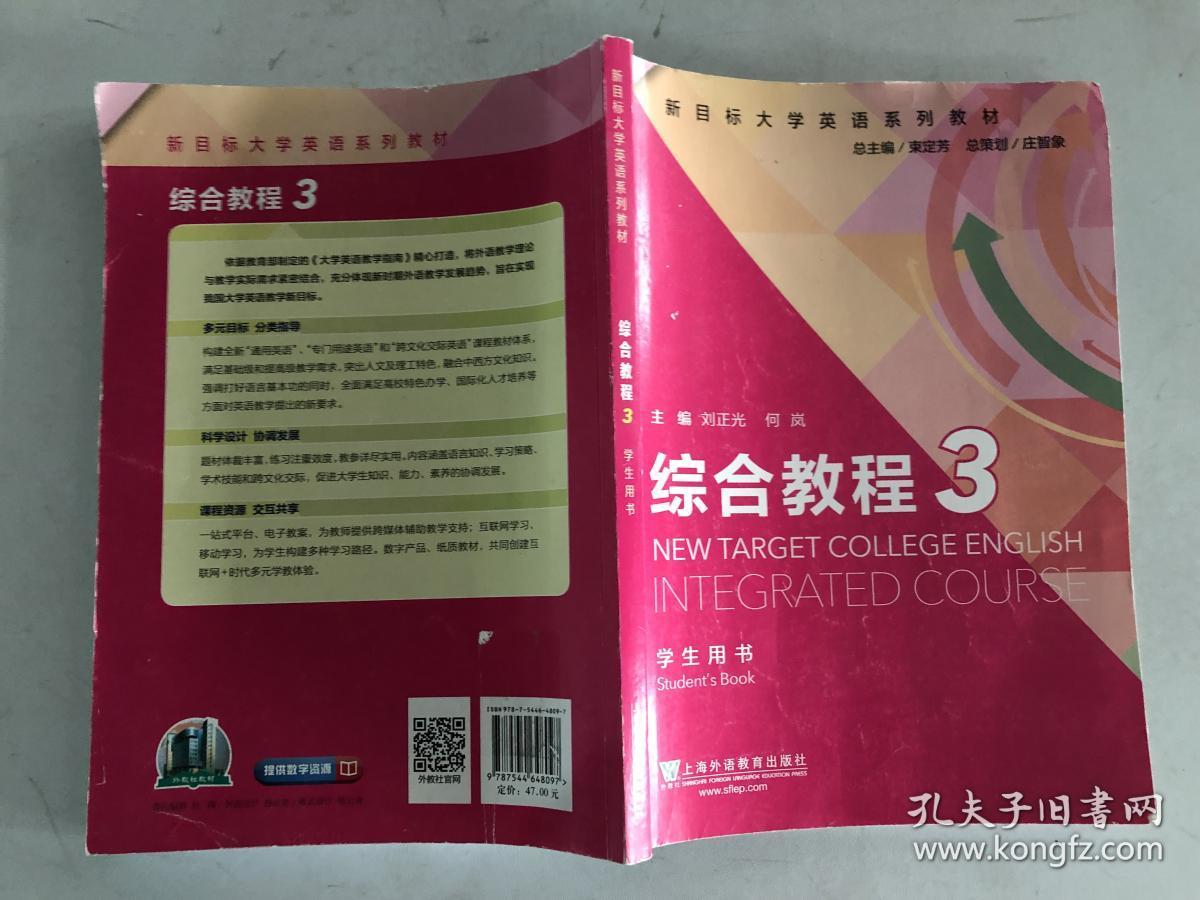 新目标大学英语系列教材
综合教程 3
依据教育部制定的《大学英语教学指南》精心打造，将外语教学理论
与教学实际需求紧密结合，充分体现新时期外语教学发展趋势，旨在实现
我国大学英语教学新目标。
多元目标 分类指导
构建全新“通用英语”、“专门用途英语”和“跨文化交际英语”课程教材体系，
满足基础级和提高级教学需求，突出人文及理工特色，融合中西方文化知识。
强调打好语言基本功的同时，全面满足高校特色办学、国际化人才培养等
方面对英语教学提出的新要求。
科学设计 协调发展
题材体裁丰富，练习注重效度，教参详尽实用。内容涵盖语言知识、学习策略、
学术技能和跨文化交际，促进大学生知识、能力、素养的协调发展。
课程资源 交互共享
一站式平台、电子教案，为教师提供跨媒体辅助教学支持；互联网学习、
移动学习，为学生构建多种学习路径。数字产品、纸质教材，共同创建互
联网+时代多元学教体验。
外教社教材
提供数字资源
外教社官网
ISBN 978-7-5446-4809-7
9 787544 648097 >
定价：47.00元
新目标大学英语系列教材
综合教程 3
学生用书
新目标大学英语系列教材
总主编/束定芳 总策划/庄智象
主编 刘正光 何岚
综合教程 3
NEW TARGET COLLEGE ENGLISH
INTEGRATED COURSE
学生用书
Student's Book
外教社
上海外语教育出版社
SHANGHAI FOREIGN LANGUAGE EDUCATION PRESS
www.sflep.com
孔夫子旧书网
www.kongfz.com